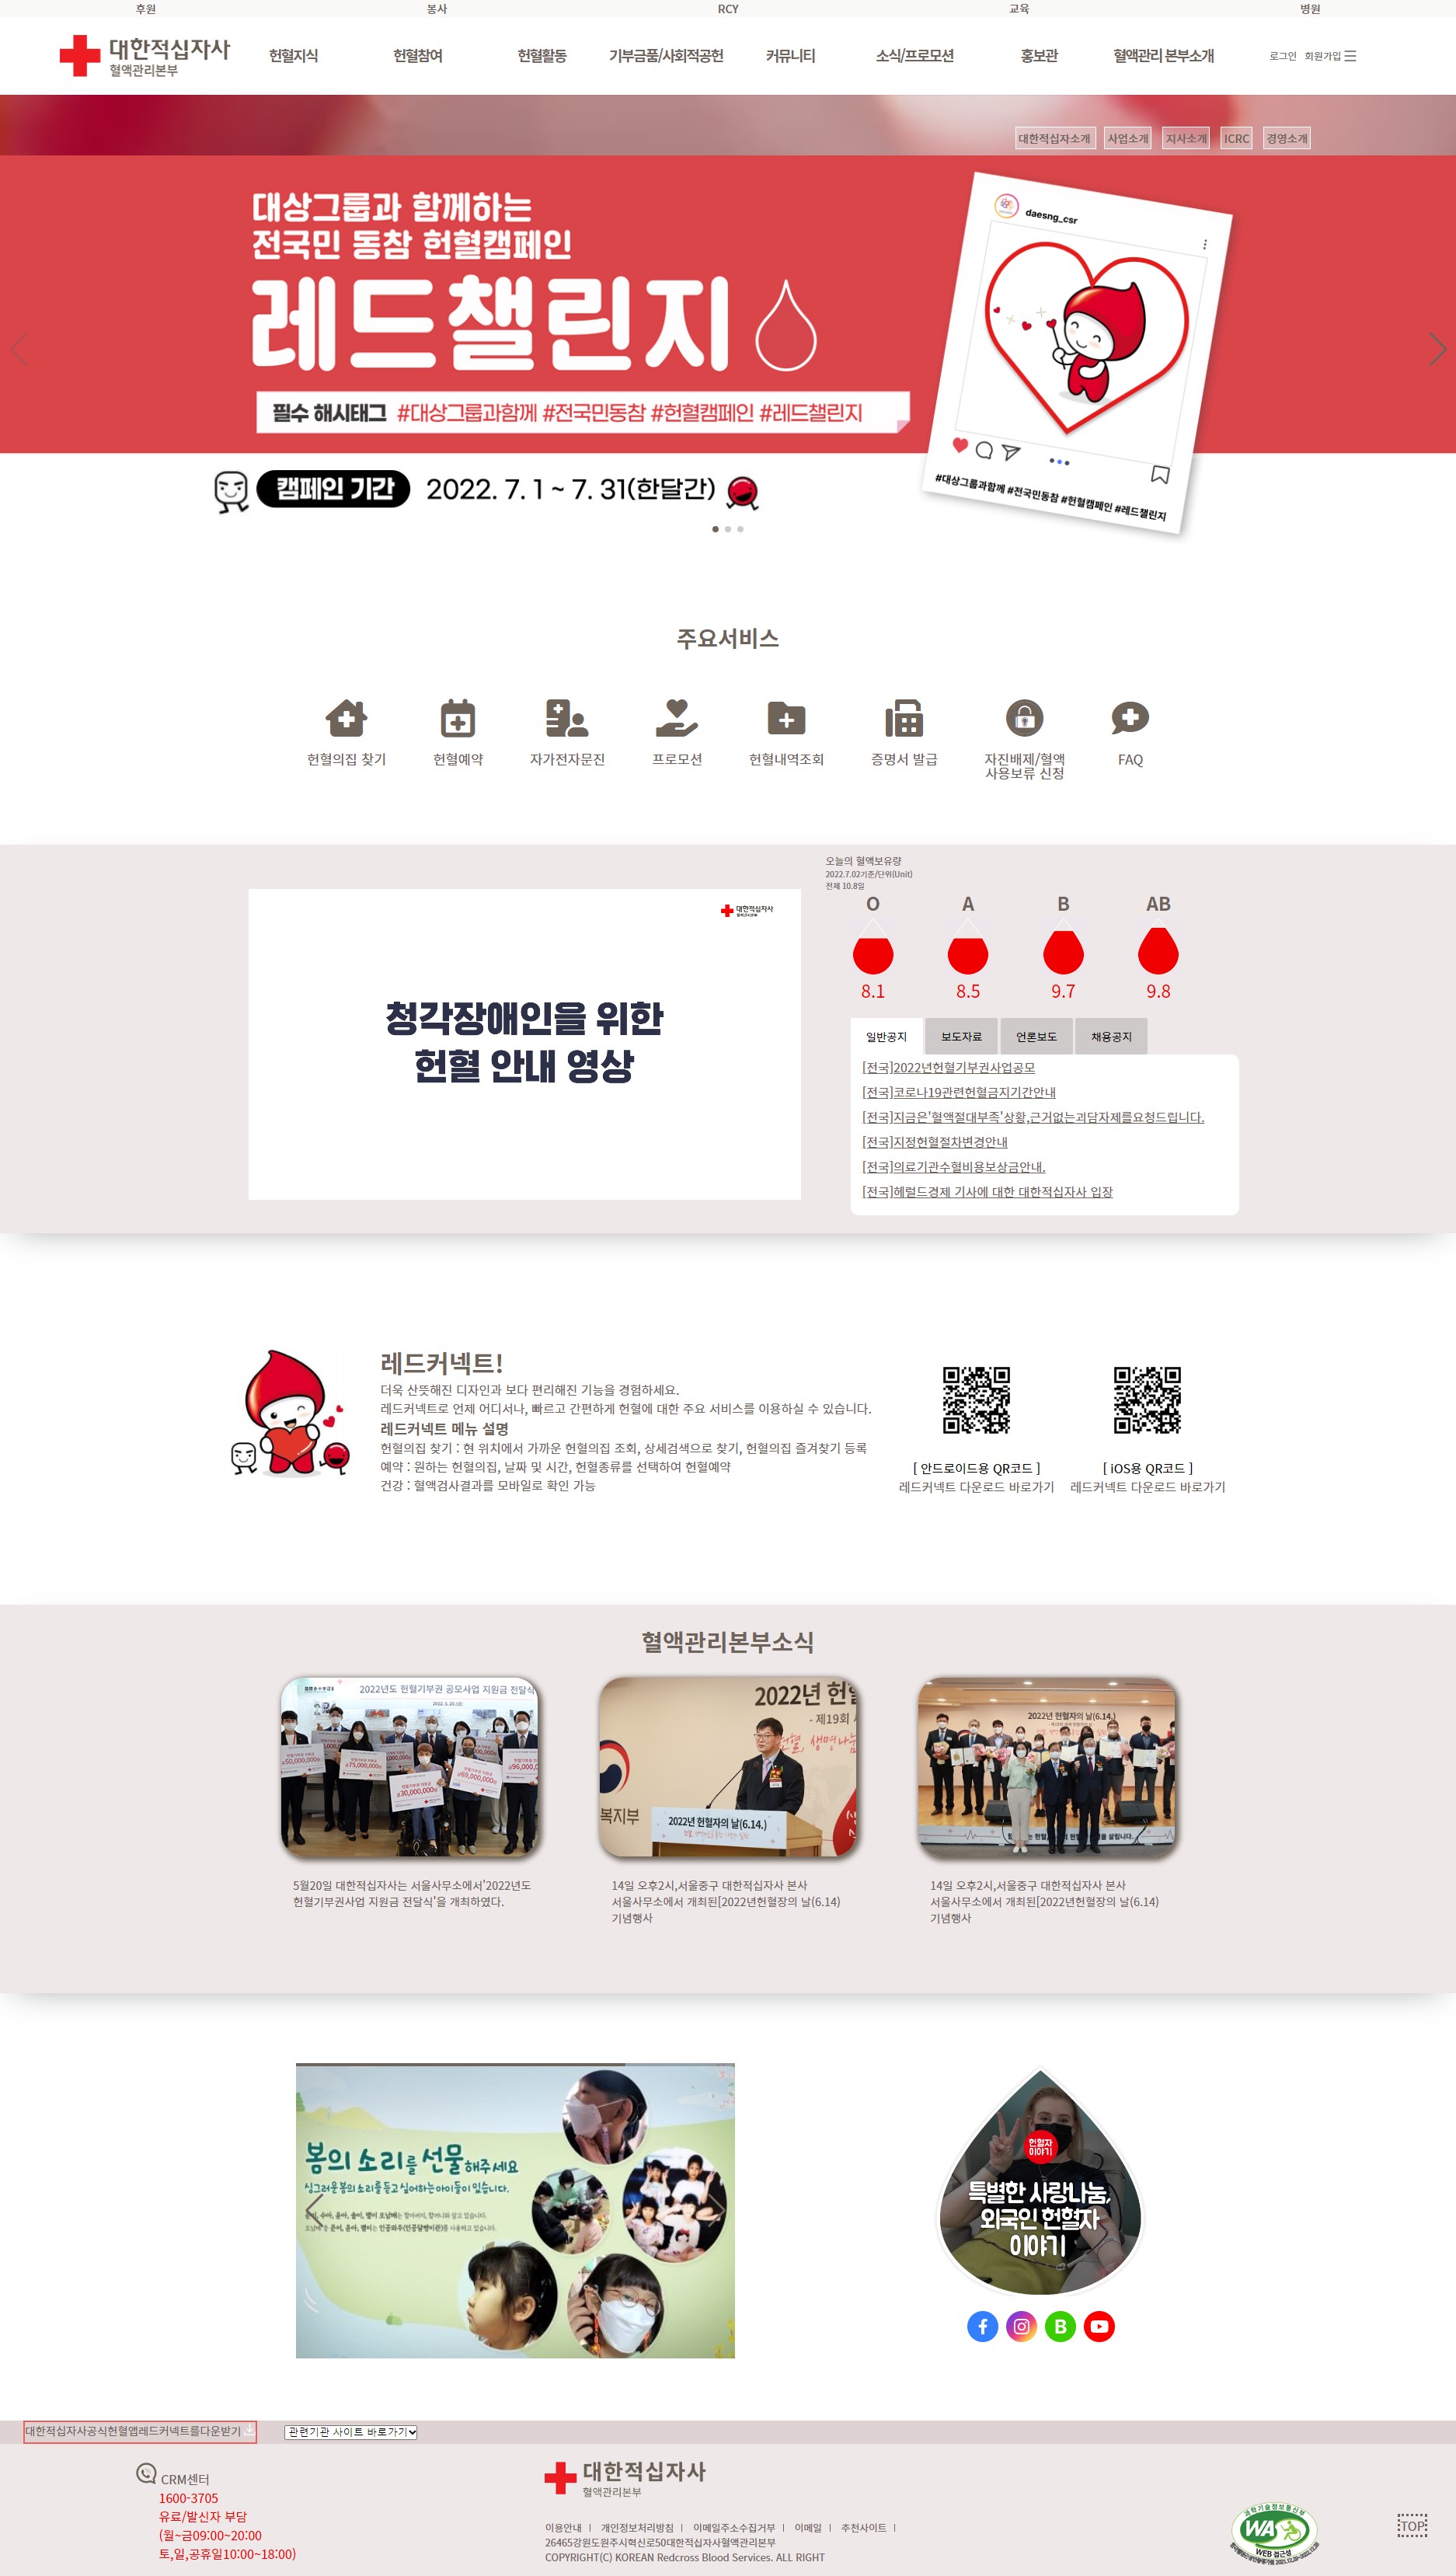 후원 봉사 RCY 교육 병원
대한적십자사
혈액관리본부
헌혈지식 헌혈참여 헌혈활동 기부금품/사회적공헌 커뮤니티 소식/프로모션 홍보관 혈액관리 본부소개
로그인 회원가입
대한적십자소개 사업소개 지사소개 ICRC 경영소개
대상그룹과 함께하는
전국민 동참 헌혈캠페인
레드챌린지
필수 해시태그 #대상그룹과함께 #전국민동참 #헌혈캠페인 #레드챌린지
캠페인 기간 2022. 7. 1 ~ 7. 31(한달간)
daesng_csr
#대상그룹과함께 #전국민동참 #헌혈캠페인 #레드챌린지
주요서비스
헌혈의집 찾기
헌혈예약
자가전자문진
프로모션
헌혈내역조회
증명서 발급
자진배제/혈액
사용보류 신청
FAQ
대한적십자사
청각장애인을 위한
헌혈 안내 영상
오늘의 혈액보유량
2022.7.02기준/단위(Unit)
전체 10.8일
O A B AB
8.1 8.5 9.7 9.8
일반공지 보도자료 언론보도 채용공지
[전국]2022년헌혈기부권사업공모
[전국]코로나19관련헌혈금지기간안내
[전국]지금은'혈액절대부족'상황,근거없는괴담자제를요청드립니다.
[전국]지정헌혈절차변경안내
[전국]의료기관수혈비용보상금안내.
[전국]헤럴드경제 기사에 대한 대한적십자사 입장
레드커넥트!
더욱 산뜻해진 디자인과 보다 편리해진 기능을 경험하세요.
레드커넥트로 언제 어디서나, 빠르고 간편하게 헌혈에 대한 주요 서비스를 이용하실 수 있습니다.
레드커넥트 메뉴 설명
헌혈의집 찾기 : 현 위치에서 가까운 헌혈의집 조회, 상세검색으로 찾기, 헌혈의집 즐겨찾기 등록
예약 : 원하는 헌혈의집, 날짜 및 시간, 헌혈종류를 선택하여 헌혈예약
건강 : 혈액검사결과를 모바일로 확인 가능
[ 안드로이드용 QR코드 ]
레드커넥트 다운로드 바로가기
[ iOS용 QR코드 ]
레드커넥트 다운로드 바로가기
혈액관리본부소식
2022년도 헌혈기부권 공모사업 지원금 전달식
2022년 헌혈
- 제19회
복지부
2022년 헌혈자의 날(6.14.)
2022년 헌혈자의 날(6.14.)
5월20일 대한적십자사는 서울사무소에서'2022년도
헌혈기부권사업 지원금 전달식'을 개최하였다.
14일 오후2시,서울중구 대한적십자사 본사
서울사무소에서 개최된[2022년헌혈장의 날(6.14)
기념행사
14일 오후2시,서울중구 대한적십자사 본사
서울사무소에서 개최된[2022년헌혈장의 날(6.14)
기념행사
봄의 소리를 선물해주세요
싱그러운 봄의 소리를 듣고 싶어하는 아이들이 있습니다.
헌혈자
이야기
특별한 사랑나눔,
외국인 헌혈자
이야기
B
대한적십자사공식헌혈앱레드커넥트를다운받기
관련기관 사이트 바로가기
CRM센터
1600-3705
유료/발신자 부담
(월~금09:00~20:00
토,일,공휴일10:00~18:00)
대한적십자사
혈액관리본부
이용안내 | 개인정보처리방침 | 이메일주소수집거부 | 이메일 | 추천사이트 |
26465강원도원주시혁신로50대한적십자사혈액관리본부
COPYRIGHT(C) KOREAN Redcross Blood Services. ALL RIGHT
과학기술정보통신부
WA
WEB 접근성
TOP